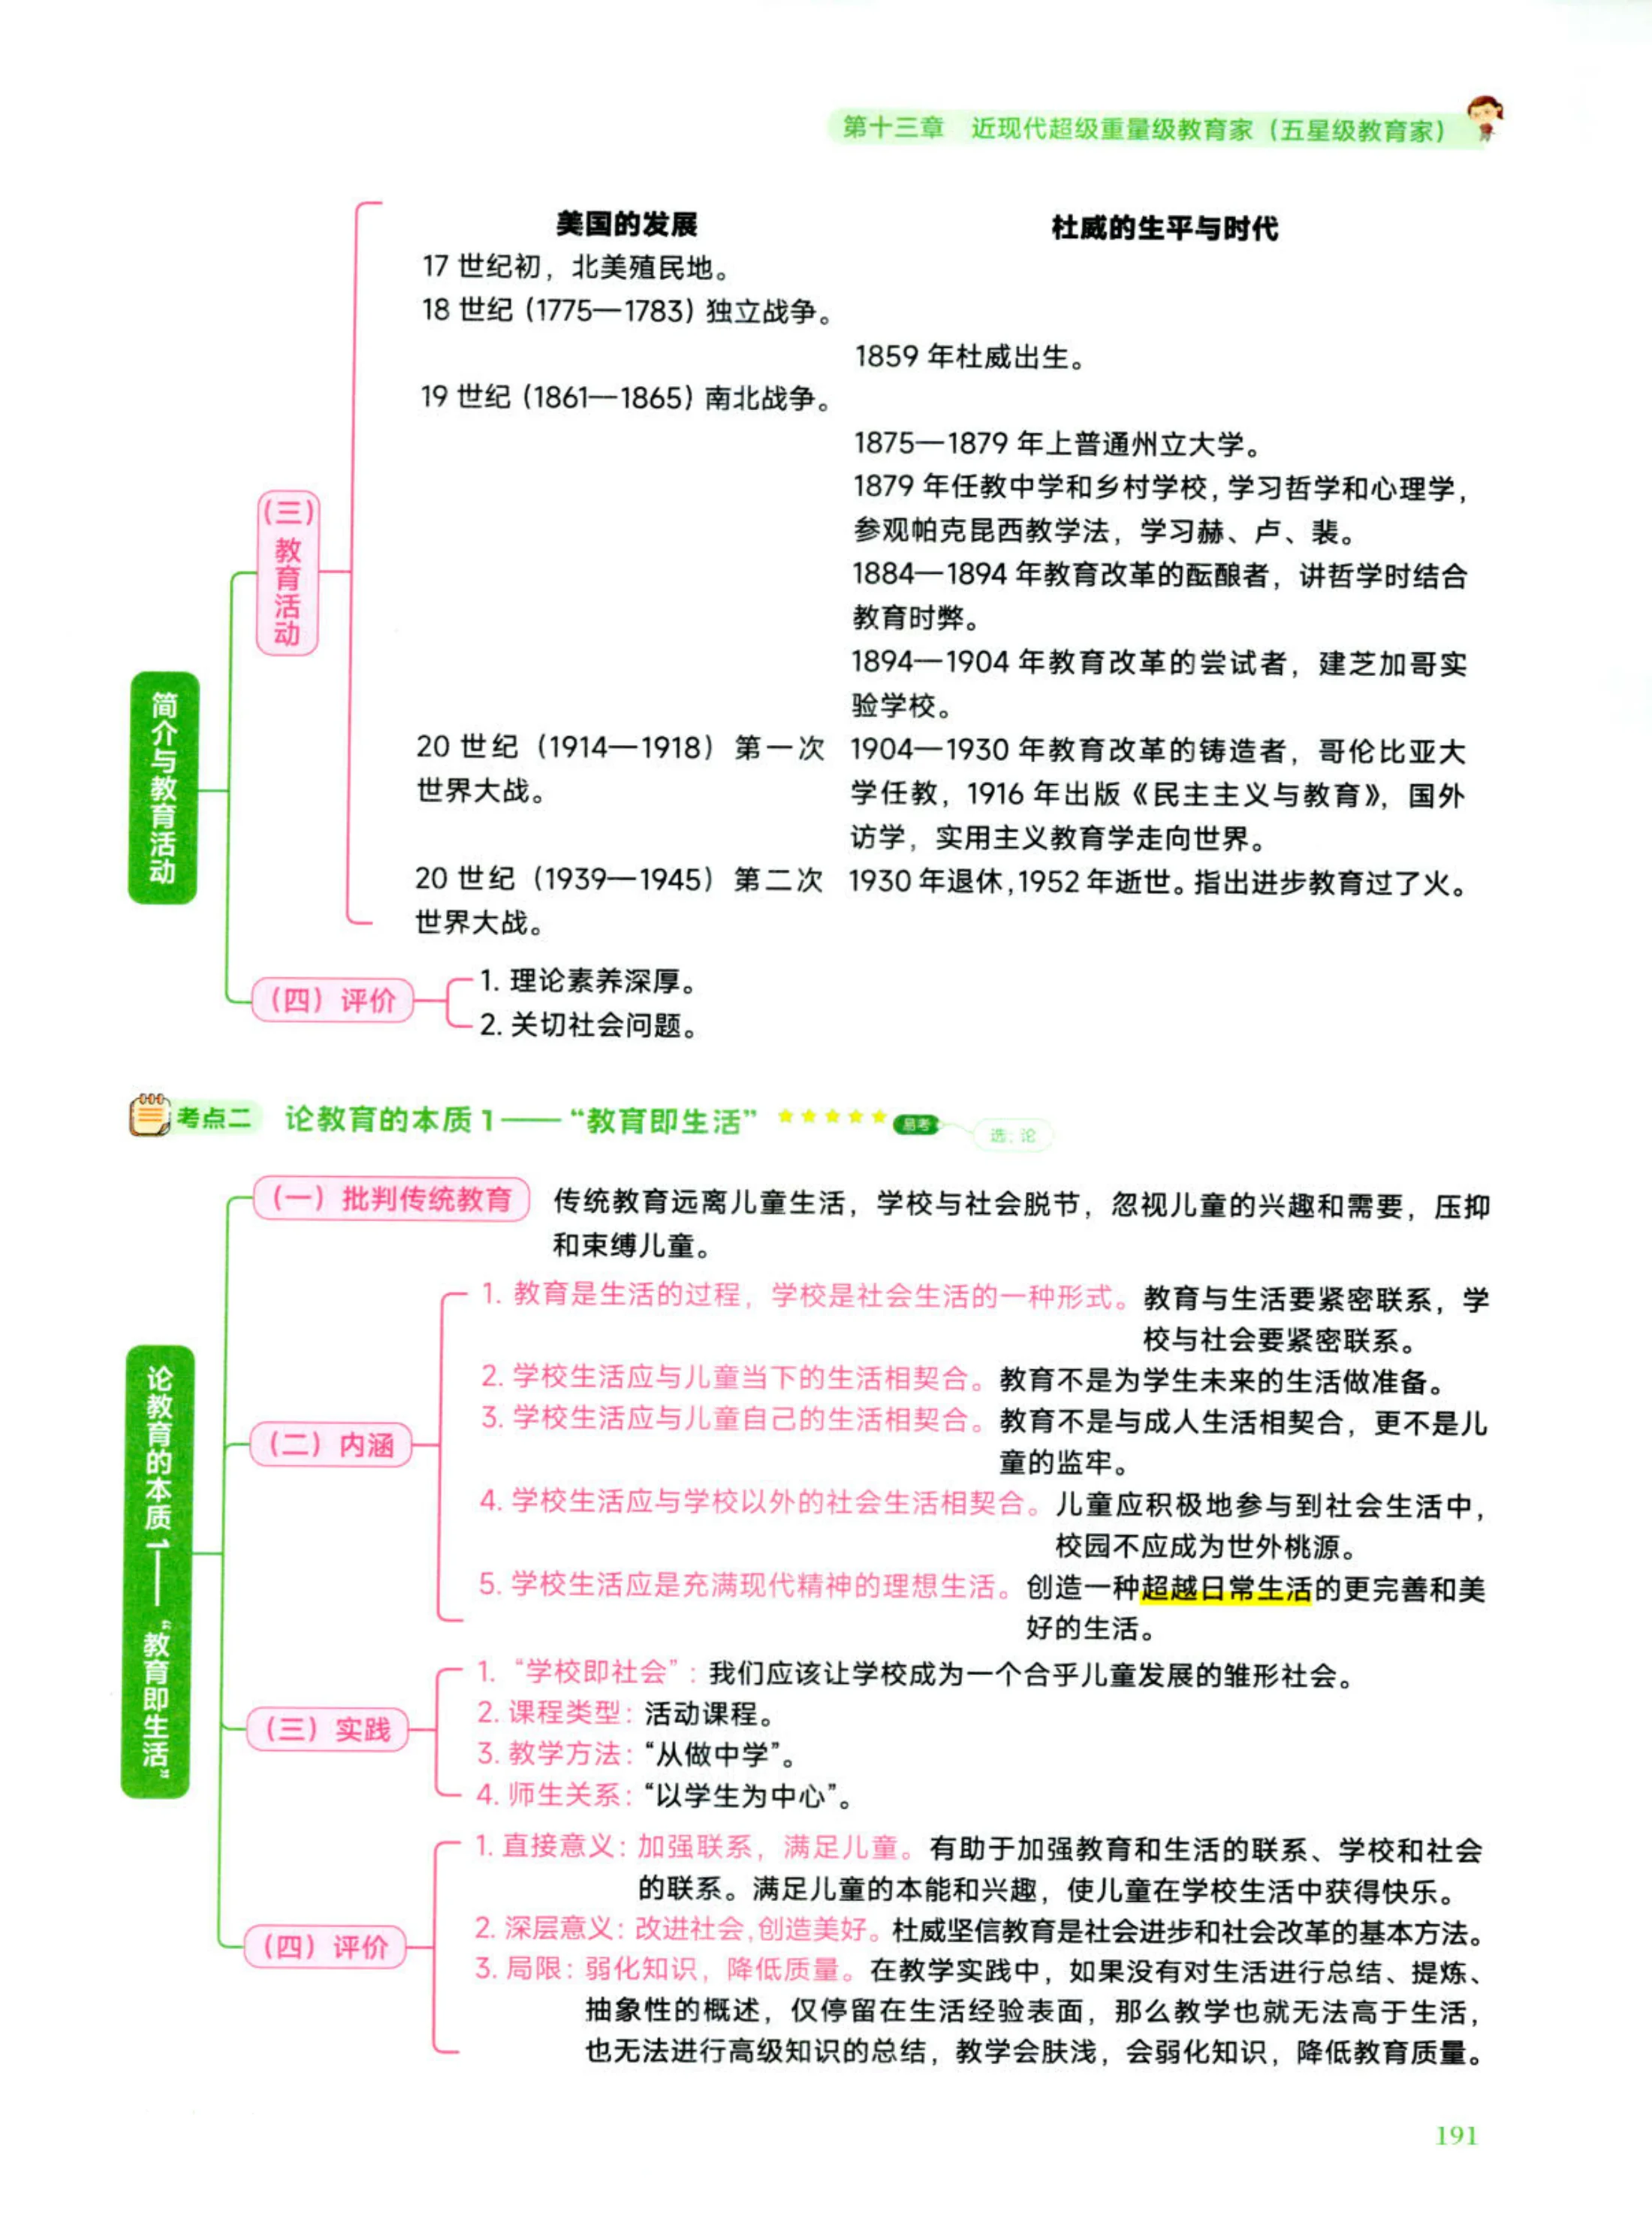 第十三章 近现代超级重量级教育家（五星级教育家）
美国的发展
杜威的生平与时代
17 世纪初，北美殖民地。
18 世纪（1775—1783）独立战争。
1859 年杜威出生。
19 世纪（1861—1865）南北战争。
1875—1879 年上普通州立大学。
1879 年任教中学和乡村学校，学习哲学和心理学，
参观帕克昆西教学法，学习赫、卢、裴。
1884—1894 年教育改革的酝酿者，讲哲学时结合
教育时弊。
1894—1904 年教育改革的尝试者，建芝加哥实
验学校。
20 世纪（1914—1918）第一次
世界大战。
1904—1930 年教育改革的铸造者，哥伦比亚大
学任教，1916 年出版《民主主义与教育》，国外
访学，实用主义教育学走向世界。
20 世纪（1939—1945）第二次
世界大战。
1930 年退休，1952 年逝世。指出进步教育过了火。
（三）教育活动
简介与教育活动
（四）评价
1. 理论素养深厚。
2. 关切社会问题。
考点二 论教育的本质 1——“教育即生活” ★★★★★ 易考 选；论
（一）批判传统教育 传统教育远离儿童生活，学校与社会脱节，忽视儿童的兴趣和需要，压抑
和束缚儿童。
论教育的本质 1——“教育即生活”
（二）内涵
1. 教育是生活的过程，学校是社会生活的一种形式。教育与生活要紧密联系，学
校与社会要紧密联系。
2. 学校生活应与儿童当下的生活相契合。教育不是为学生未来的生活做准备。
3. 学校生活应与儿童自己的生活相契合。教育不是与成人生活相契合，更不是儿
童的监牢。
4. 学校生活应与学校以外的社会生活相契合。儿童应积极地参与到社会生活中，
校园不应成为世外桃源。
5. 学校生活应是充满现代精神的理想生活。创造一种超越日常生活的更完善和美
好的生活。
（三）实践
1. “学校即社会”：我们应该让学校成为一个合乎儿童发展的雏形社会。
2. 课程类型：活动课程。
3. 教学方法：“从做中学”。
4. 师生关系：“以学生为中心”。
（四）评价
1. 直接意义：加强联系，满足儿童。有助于加强教育和生活的联系、学校和社会
的联系。满足儿童的本能和兴趣，使儿童在学校生活中获得快乐。
2. 深层意义：改进社会，创造美好。杜威坚信教育是社会进步和社会改革的基本方法。
3. 局限：弱化知识，降低质量。在教学实践中，如果没有对生活进行总结、提炼、
抽象性的概述，仅停留在生活经验表面，那么教学也就无法高于生活，
也无法进行高级知识的总结，教学会肤浅，会弱化知识，降低教育质量。
191